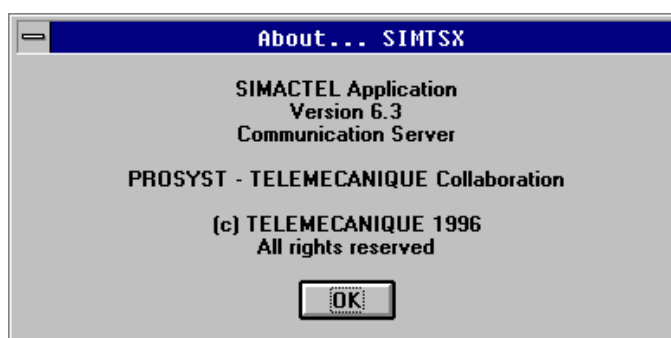 About... SIMTSX
SIMACTEL Application
Version 6.3
Communication Server
PROSYST - TELEMECANIQUE Collaboration
(c) TELEMECANIQUE 1996
All rights reserved
OK